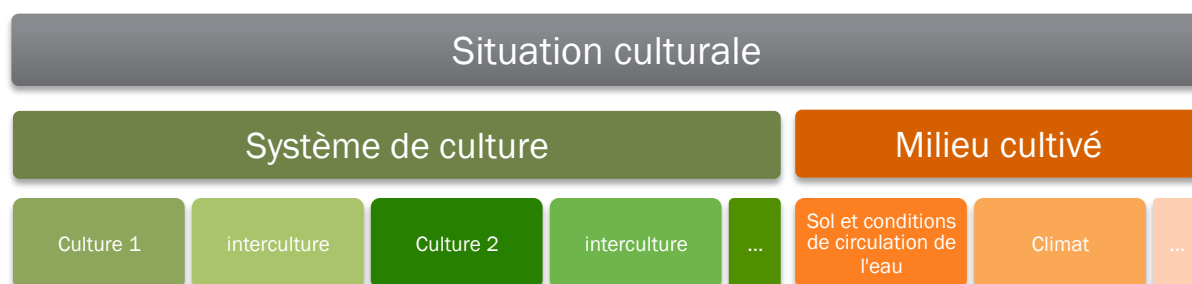 Situation culturale
Système de culture
Milieu cultivé
Culture 1
interculture
Culture 2
interculture
...
Sol et conditions
de circulation de
l'eau
Climat
...